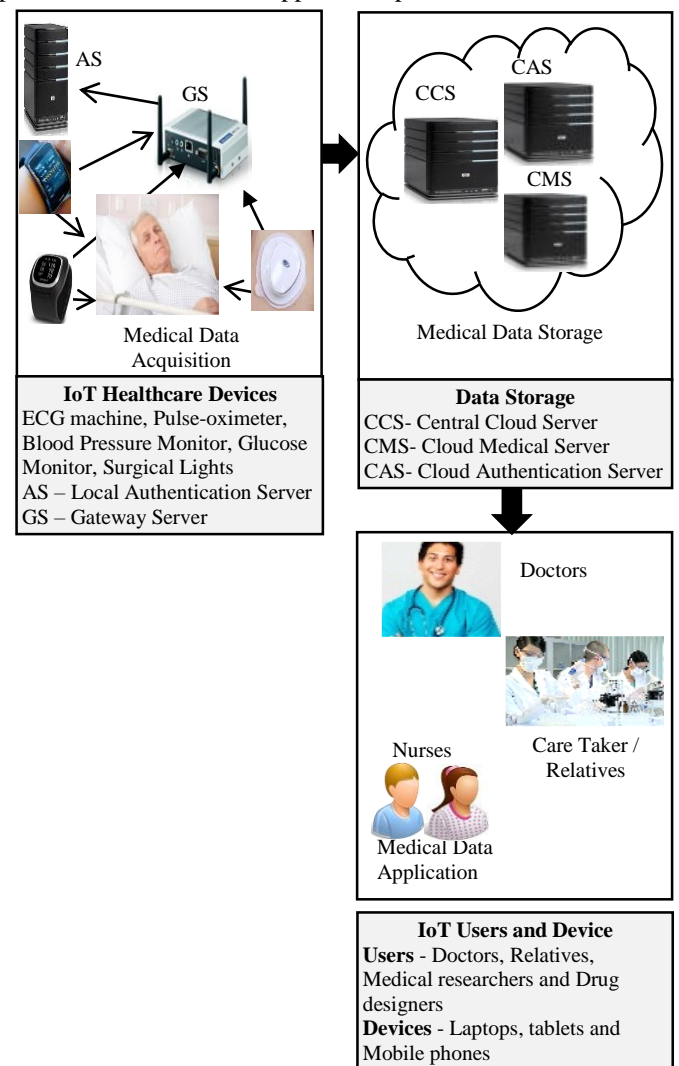 AS
GS
Medical Data
Acquisition
IoT Healthcare Devices
ECG machine, Pulse-oximeter,
Blood Pressure Monitor, Glucose
Monitor, Surgical Lights
AS – Local Authentication Server
GS – Gateway Server
CAS
CCS
CMS
Medical Data Storage
Data Storage
CCS- Central Cloud Server
CMS- Cloud Medical Server
CAS- Cloud Authentication Server
Doctors
Care Taker /
Relatives
Nurses
Medical Data
Application
IoT Users and Device
Users - Doctors, Relatives,
Medical researchers and Drug
designers
Devices - Laptops, tablets and
Mobile phones